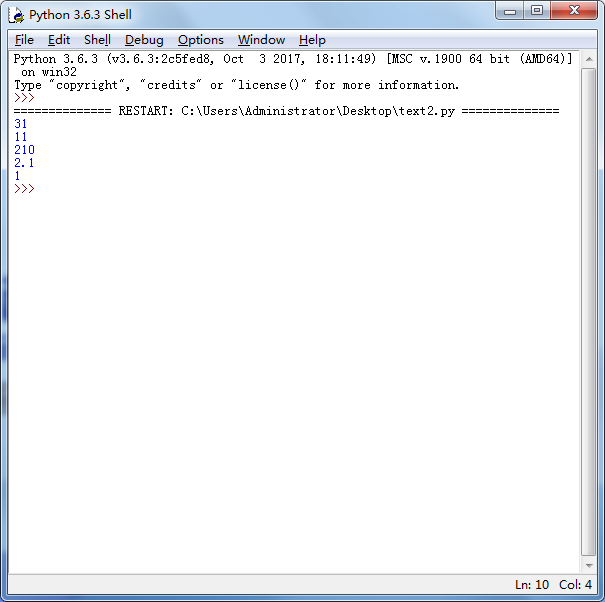 Python 3.6.3 Shell
File Edit Shell Debug Options Window Help
Python 3.6.3 (v3.6.3:2c5fed8, Oct  3 2017, 18:11:49) [MSC v.1900 64 bit (AMD64)]
 on win32
Type "copyright", "credits" or "license()" for more information.
>>>
============== RESTART: C:\Users\Administrator\Desktop\text2.py ==============
31
11
210
2.1
1
>>>
Ln: 10 Col: 4